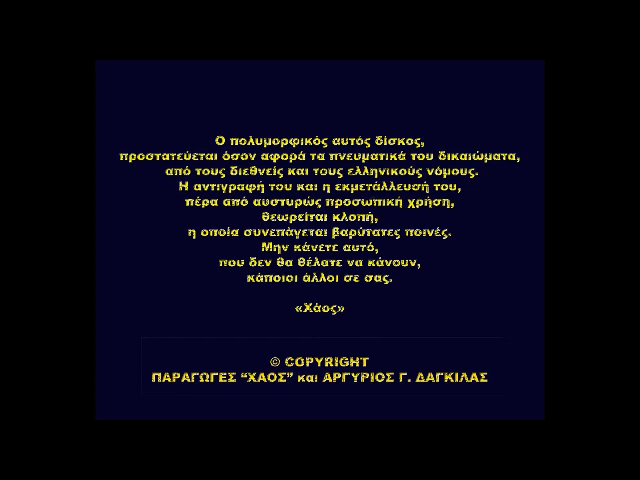 Ο πολυμορφικός αυτός δίσκος,
προστατεύεται όσον αφορά τα πνευματικά του δικαιώματα,
από τους διεθνείς και τους ελληνικούς νόμους.
Η αντιγραφή του και η εκμετάλλευσή του,
πέρα από αυστυρώς προσωπική χρήση,
θεωρείται κλοπή,
η οποία συνεπάγεται βαρύτατες ποινές.
Μην κάνετε αυτό,
που δεν θα θέλατε να κάνουν,
κάποιοι άλλοι σε σας.
«Χάος»
© COPYRIGHT
ΠΑΡΑΓΩΓΕΣ “ΧΑΟΣ” και ΑΡΓΥΡΙΟΣ Γ. ΔΑΓΚΙΛΑΣ